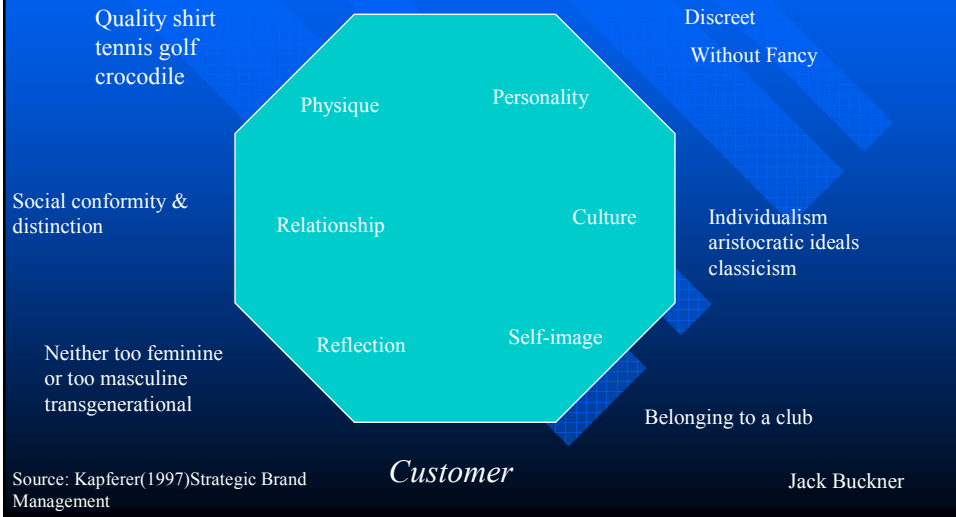 Quality shirt
tennis golf
crocodile
Discreet
Without Fancy
Physique
Personality
Social conformity &
distinction
Relationship
Culture
Individualism
aristocratic ideals
classicism
Reflection
Self-image
Neither too feminine
or too masculine
transgenerational
Belonging to a club
Customer
Source: Kapferer(1997)Strategic Brand
Management
Jack Buckner